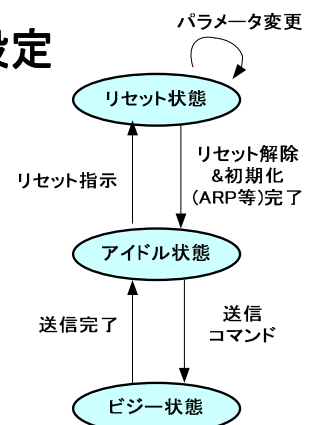 パラメータ変更
設定
リセット状態
リセット解除
&初期化
(ARP等)完了
リセット指示
アイドル状態
送信完了
送信
コマンド
ビジー状態